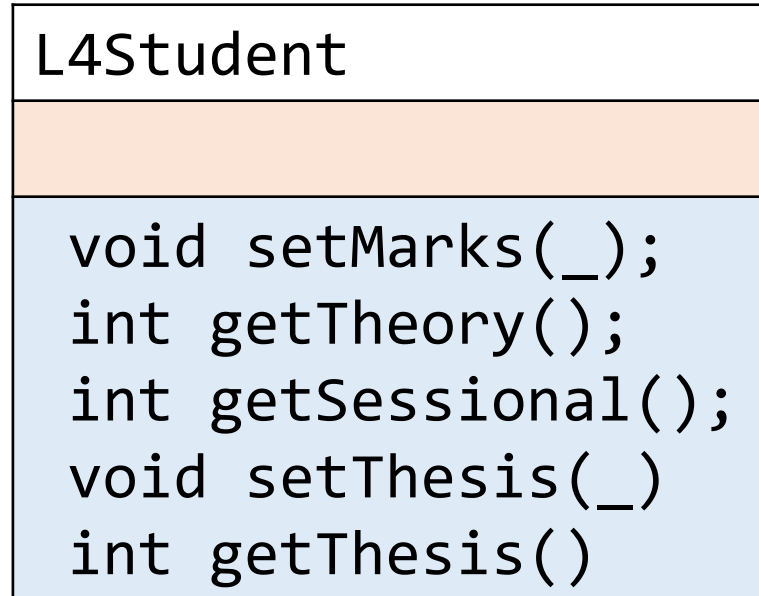 L4Student
void setMarks(_);
int getTheory();
int getSessional();
void setThesis(_)
int getThesis()